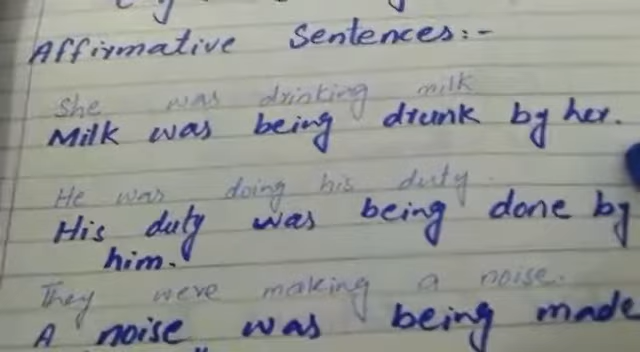 Affirmative Sentences:-
She was drinking milk
Milk was being drunk by her.
He was doing his duty.
His duty was being done by
him.
They were making a noise.
A noise was being made